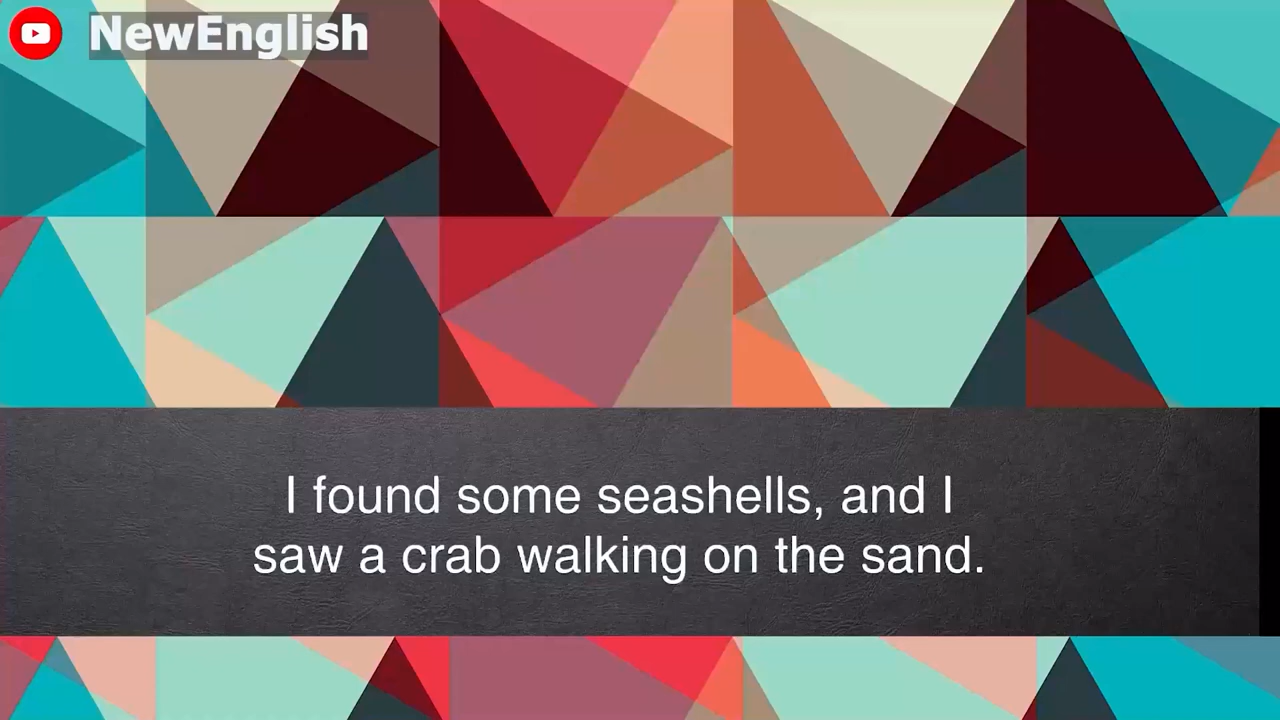 NewEnglish
I found some seashells, and I
saw a crab walking on the sand.